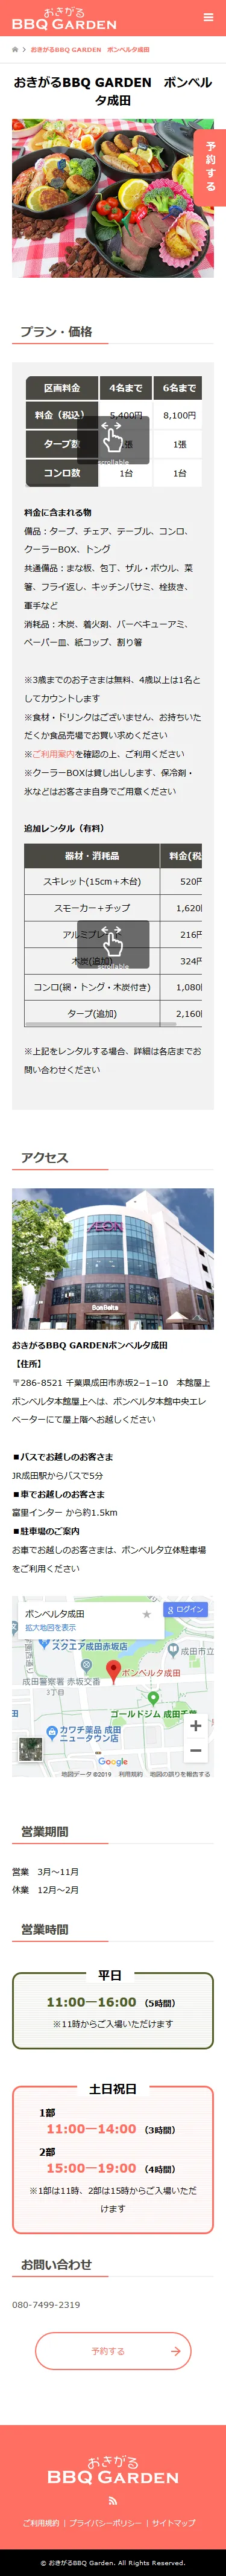 おきがる
BBQ GARDEN
おきがるBBQ GARDEN ボンベルタ成田
おきがるBBQ GARDEN ボンベル
タ成田
予約する
プラン・価格
区画料金 4名まで 6名まで
料金（税込） 5,400円 8,100円
タープ数 張 1張
コンロ数 1台 1台
scrollable
料金に含まれる物
備品：タープ、チェア、テーブル、コンロ、
クーラーBOX、トング
共通備品：まな板、包丁、ザル・ボウル、菜
箸、フライ返し、キッチンバサミ、栓抜き、
軍手など
消耗品：木炭、着火剤、バーベキューアミ、
ペーパー皿、紙コップ、割り箸
※3歳までのお子さまは無料、4歳以上は1名と
してカウントします
※食材・ドリンクはございません、お持ちいた
だくか食品売場でお買い求めください
※ご利用案内を確認の上、ご利用ください
※クーラーBOXは貸し出しします、保冷剤・
氷などはお客さま自身でご用意ください
追加レンタル（有料）
器材・消耗品 料金(税
スキレット(15cm＋木台) 520円
スモーカー+チップ 1,620
アルミプレート 216円
木炭(追加) 324円
scrollable
コンロ(網・トング・木炭付き) 1,080
タープ(追加) 2,160
※上記をレンタルする場合、詳細は各店までお
問い合わせください
アクセス
AEON
BonBelta
おきがるBBQ GARDENボンベルタ成田
【住所】
〒286-8521 千葉県成田市赤坂2−1−10 本館屋上
ボンベルタ本館屋上へは、ボンベルタ本館中央エレ
ベーターにて屋上階へお越しください
■バスでお越しのお客さま
JR成田駅からバスで5分
■車でお越しのお客さま
富里インター から約1.5km
■駐車場のご案内
お車でお越しのお客さまは、ボンベルタ立体駐車場
をご利用ください
ボンベルタ成田
拡大地図を表示
ログイン
スクエア成田赤坂店
成田市立
成田警察署 赤坂交番
ボンベルタ成田
3丁目
ゴールドジム 成田千葉
カワチ薬品 成田
ニュータウン店
Google
地図データ ©2019 利用規約 地図の誤りを報告する
営業期間
営業 3月〜11月
休業 12月〜2月
営業時間
平日
11:00ー16:00 （5時間）
※11時からご入場いただけます
土日祝日
1部
11:00ー14:00 （3時間）
2部
15:00ー19:00 （4時間）
※1部は11時、2部は15時からご入場いただ
けます
お問い合わせ
080-7499-2319
予約する
おきがる
BBQ GARDEN
ご利用規約 | プライバシーポリシー | サイトマップ
© おきがるBBQ Garden. All Rights Reserved.